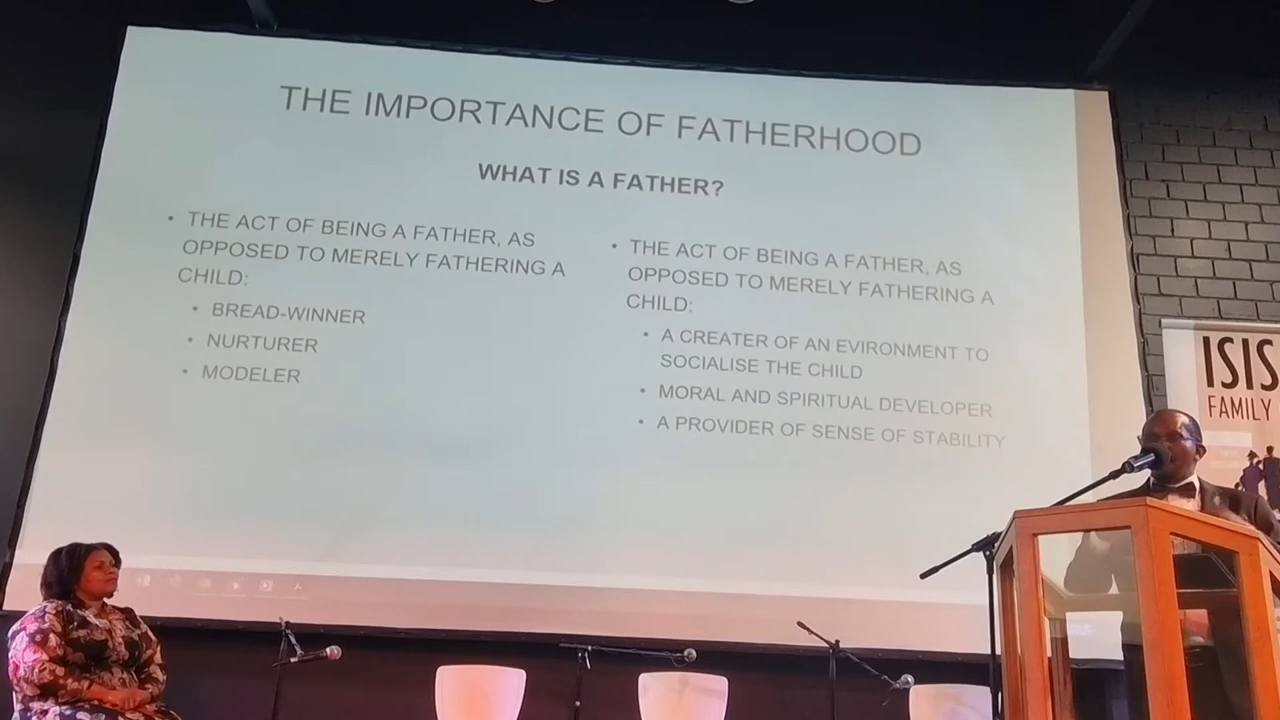 THE IMPORTANCE OF FATHERHOOD
WHAT IS A FATHER?
• THE ACT OF BEING A FATHER, AS
OPPOSED TO MERELY FATHERING A
CHILD:
• BREAD-WINNER
• NURTURER
• MODELER
• THE ACT OF BEING A FATHER, AS
OPPOSED TO MERELY FATHERING A
CHILD:
• A CREATER OF AN EVIRONMENT TO
SOCIALISE THE CHILD
• MORAL AND SPIRITUAL DEVELOPER
• A PROVIDER OF SENSE OF STABILITY
ISIS
FAMILY